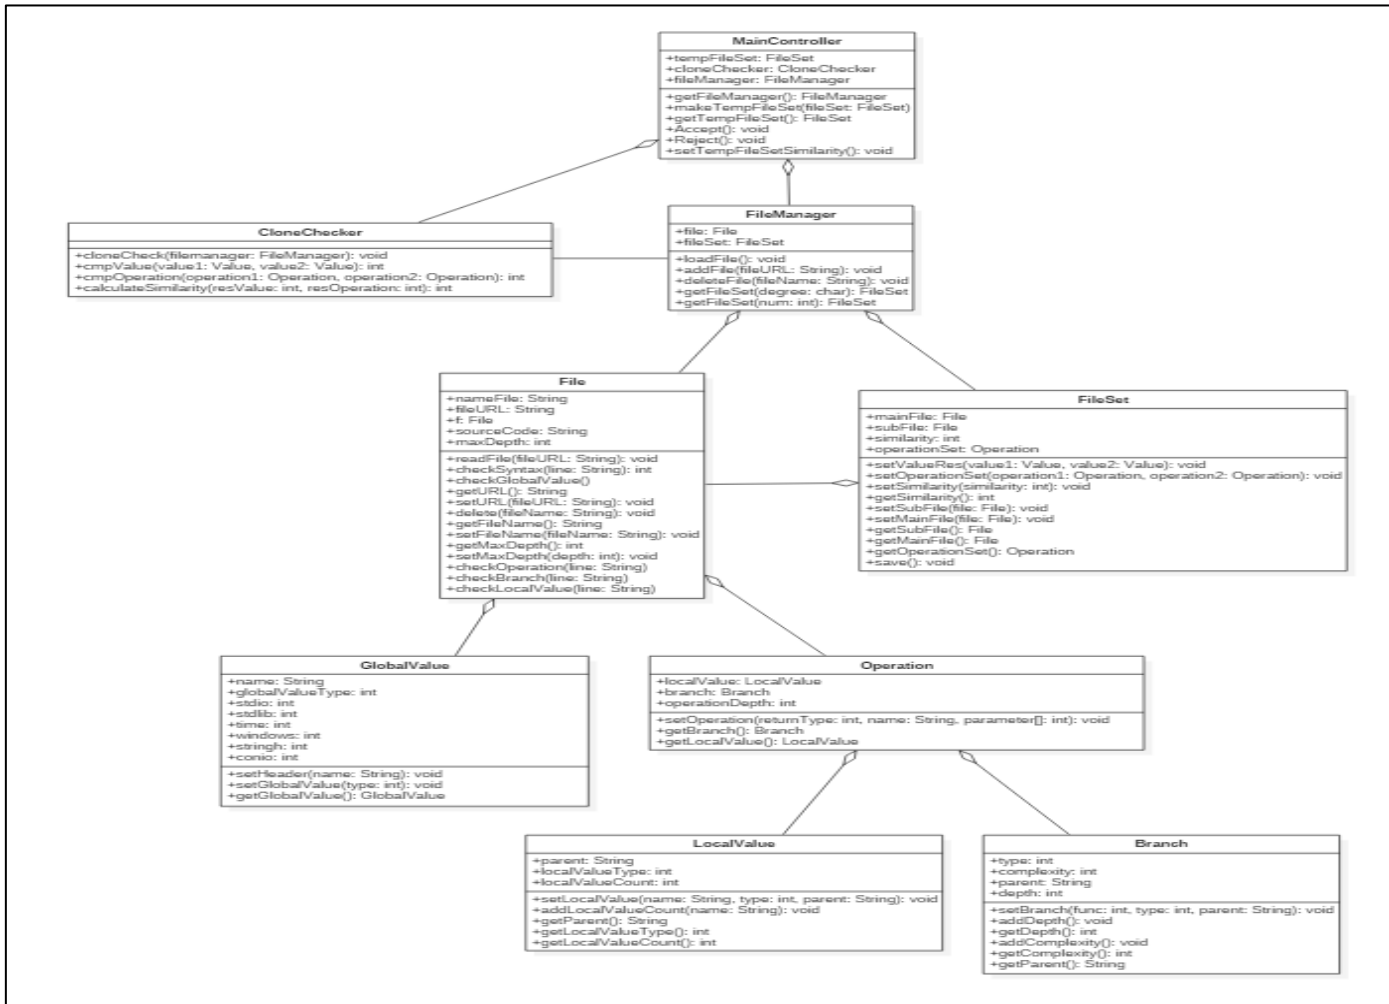 MainController
+tempFileSet: FileSet
+cloneChecker: CloneChecker
+fileManager: FileManager
+getFileManager(): FileManager
+makeTempFileSet(fileSet: FileSet)
+getTempFileSet(): FileSet
+Accept(): void
+Reject(): void
+setTempFileSetSimilarity(): void
CloneChecker
+cloneCheck(filemanager: FileManager): void
+cmpValue(value1: Value, value2: Value): int
+cmpOperation(operation1: Operation, operation2: Operation): int
+calculateSimilarity(resValue: int, resOperation: int): int
FileManager
+file: File
+fileSet: FileSet
+loadFile(): void
+addFile(fileURL: String): void
+deleteFile(fileName: String): void
+getFileSet(degree: char): FileSet
+getFileSet(num: int): FileSet
File
+nameFile: String
+fileURL: String
+f: File
+sourceCode: String
+maxDepth: int
+readFile(fileURL: String): void
+checkSyntax(line: String): int
+checkGlobalValue()
+getURL(): String
+setURL(fileURL: String): void
+delete(fileName: String): void
+getFileName(): String
+setFileName(fileName: String): void
+getMaxDepth(): int
+setMaxDepth(depth: int): void
+checkOperation(line: String)
+checkBranch(line: String)
+checkLocalValue(line: String)
FileSet
+mainFile: File
+subFile: File
+similarity: int
+operationSet: Operation
+setValueRes(value1: Value, value2: Value): void
+setOperationSet(operation1: Operation, operation2: Operation): void
+setSimilarity(similarity: int): void
+getSimilarity(): int
+setSubFile(file: File): void
+setMainFile(file: File): void
+getSubFile(): File
+getMainFile(): File
+getOperationSet(): Operation
+save(): void
GlobalValue
+name: String
+globalValueType: int
+stdio: int
+stdlib: int
+time: int
+windows: int
+stringh: int
+conio: int
+setHeader(name: String): void
+setGlobalValue(type: int): void
+getGlobalValue(): GlobalValue
Operation
+localValue: LocalValue
+branch: Branch
+operationDepth: int
+setOperation(returnType: int, name: String, parameter[]: int): void
+getBranch(): Branch
+getLocalValue(): LocalValue
LocalValue
+parent: String
+localValueType: int
+localValueCount: int
+setLocalValue(name: String, type: int, parent: String): void
+addLocalValueCount(name: String): void
+getParent(): String
+getLocalValueType(): int
+getLocalValueCount(): int
Branch
+type: int
+complexity: int
+parent: String
+depth: int
+setBranch(func: int, type: int, parent: String): void
+addDepth(): void
+getDepth(): int
+addComplexity(): void
+getComplexity(): int
+getParent(): String